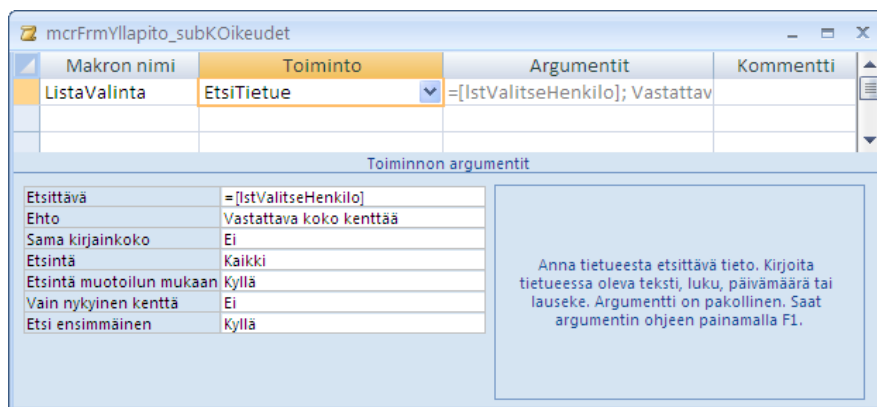 mcrFrmYllapito_subKOikeudet
Makron nimi Toiminto Argumentit Kommentti
ListaValinta EtsiTietue =[lstValitseHenkilo]; Vastattav
Toiminnon argumentit
Etsittävä =[lstValitseHenkilo]
Ehto Vastattava koko kenttää
Sama kirjainkoko Ei
Etsintä Kaikki
Etsintä muotoilun mukaan Kyllä
Vain nykyinen kenttä Ei
Etsi ensimmäinen Kyllä
Anna tietueesta etsittävä tieto. Kirjoita
tietueessa oleva teksti, luku, päivämäärä tai
lauseke. Argumentti on pakollinen. Saat
argumentin ohjeen painamalla F1.